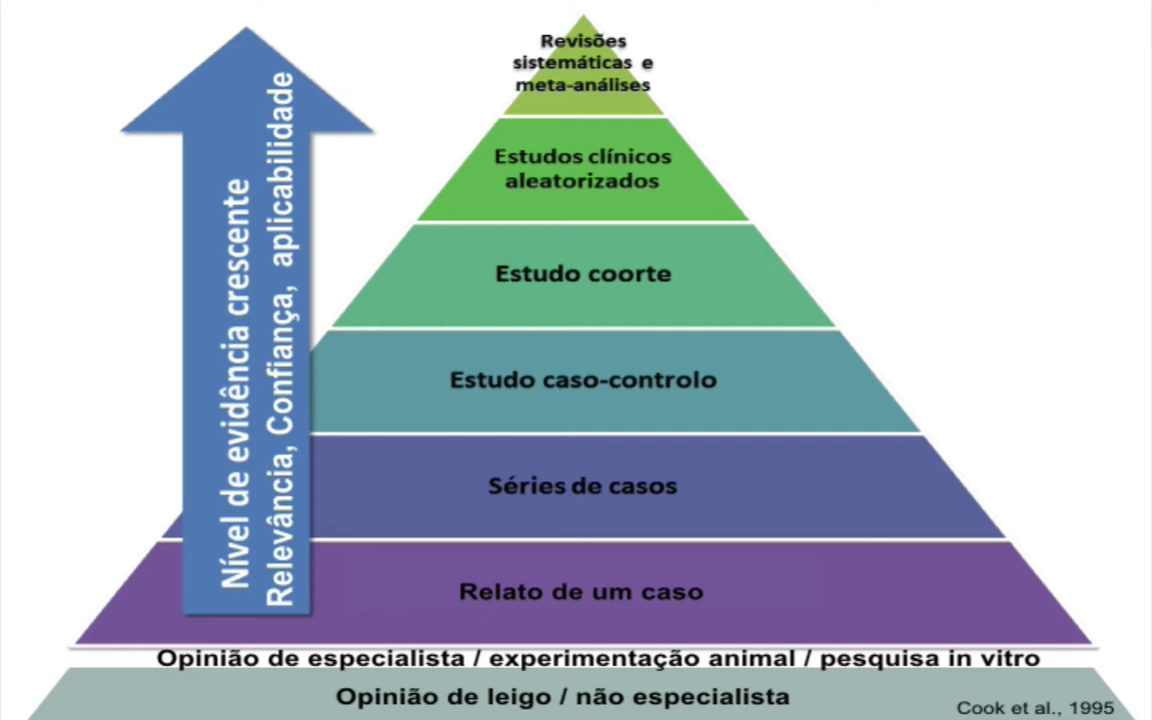 Nível de evidência crescente
Relevância, Confiança, aplicabilidade
Revisões
sistemáticas e
meta-análises
Estudos clínicos
aleatorizados
Estudo coorte
Estudo caso-controlo
Séries de casos
Relato de um caso
Opinião de especialista / experimentação animal / pesquisa in vitro
Opinião de leigo / não especialista
Cook et al., 1995